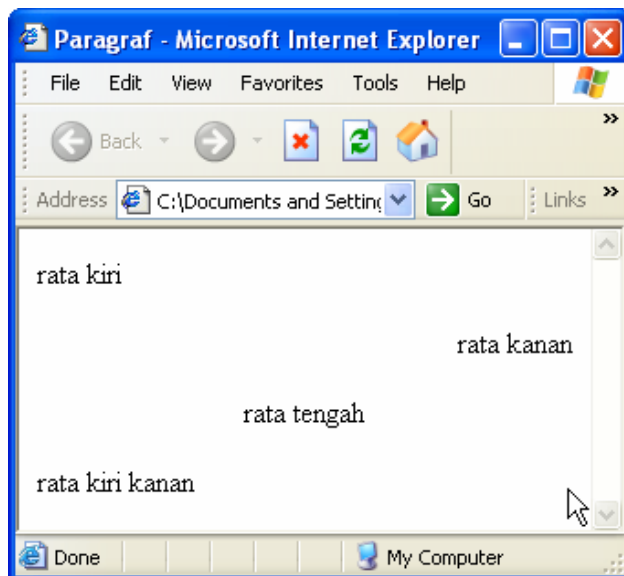 Paragraf - Microsoft Internet Explorer
File Edit View Favorites Tools Help
Back
Address C:\Documents and Setting Go Links
rata kiri
rata kanan
rata tengah
rata kiri kanan
Done My Computer